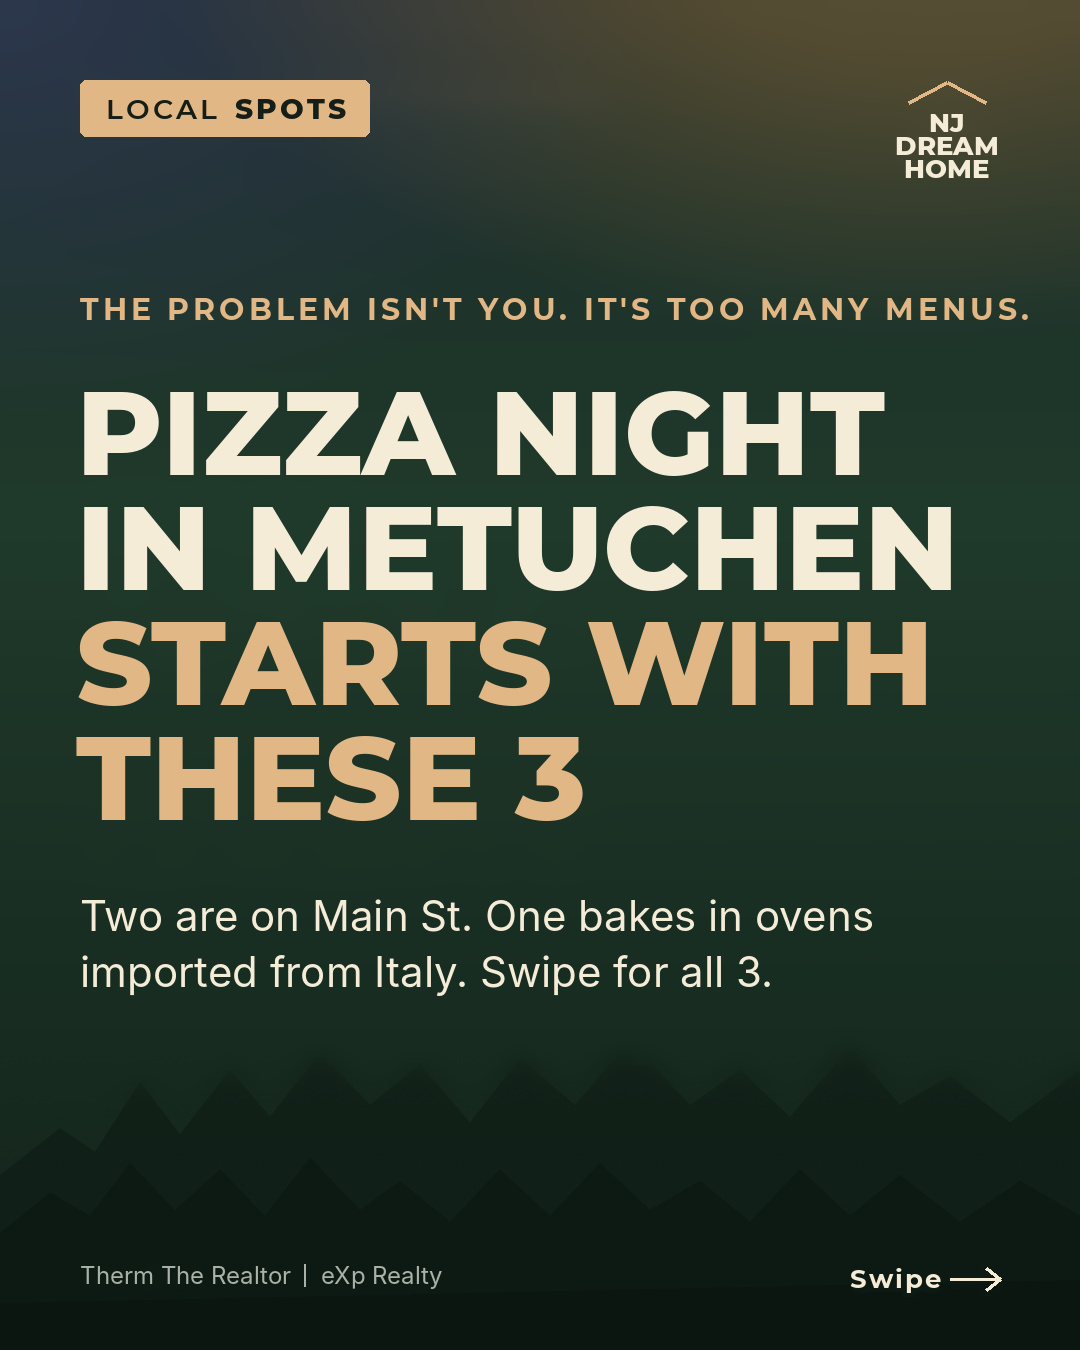 LOCAL SPOTS
NJ
DREAM
HOME
THE PROBLEM ISN'T YOU. IT'S TOO MANY MENUS.
PIZZA NIGHT
IN METUCHEN
STARTS WITH
THESE 3
Two are on Main St. One bakes in ovens
imported from Italy. Swipe for all 3.
Therm The Realtor | eXp Realty
Swipe